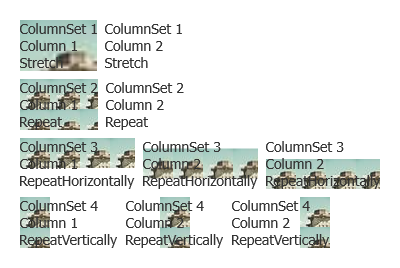 ColumnSet 1
Column 1
Stretch
ColumnSet 1
Column 2
Stretch
ColumnSet 2
Column 1
Repeat
ColumnSet 2
Column 2
Repeat
ColumnSet 3
Column 1
RepeatHorizontally
ColumnSet 3
Column 2
RepeatHorizontally
ColumnSet 3
Column 2
RepeatHorizontally
ColumnSet 4
Column 1
RepeatVertically
ColumnSet 4
Column 2
RepeatVertically
ColumnSet 4
Column 2
RepeatVertically